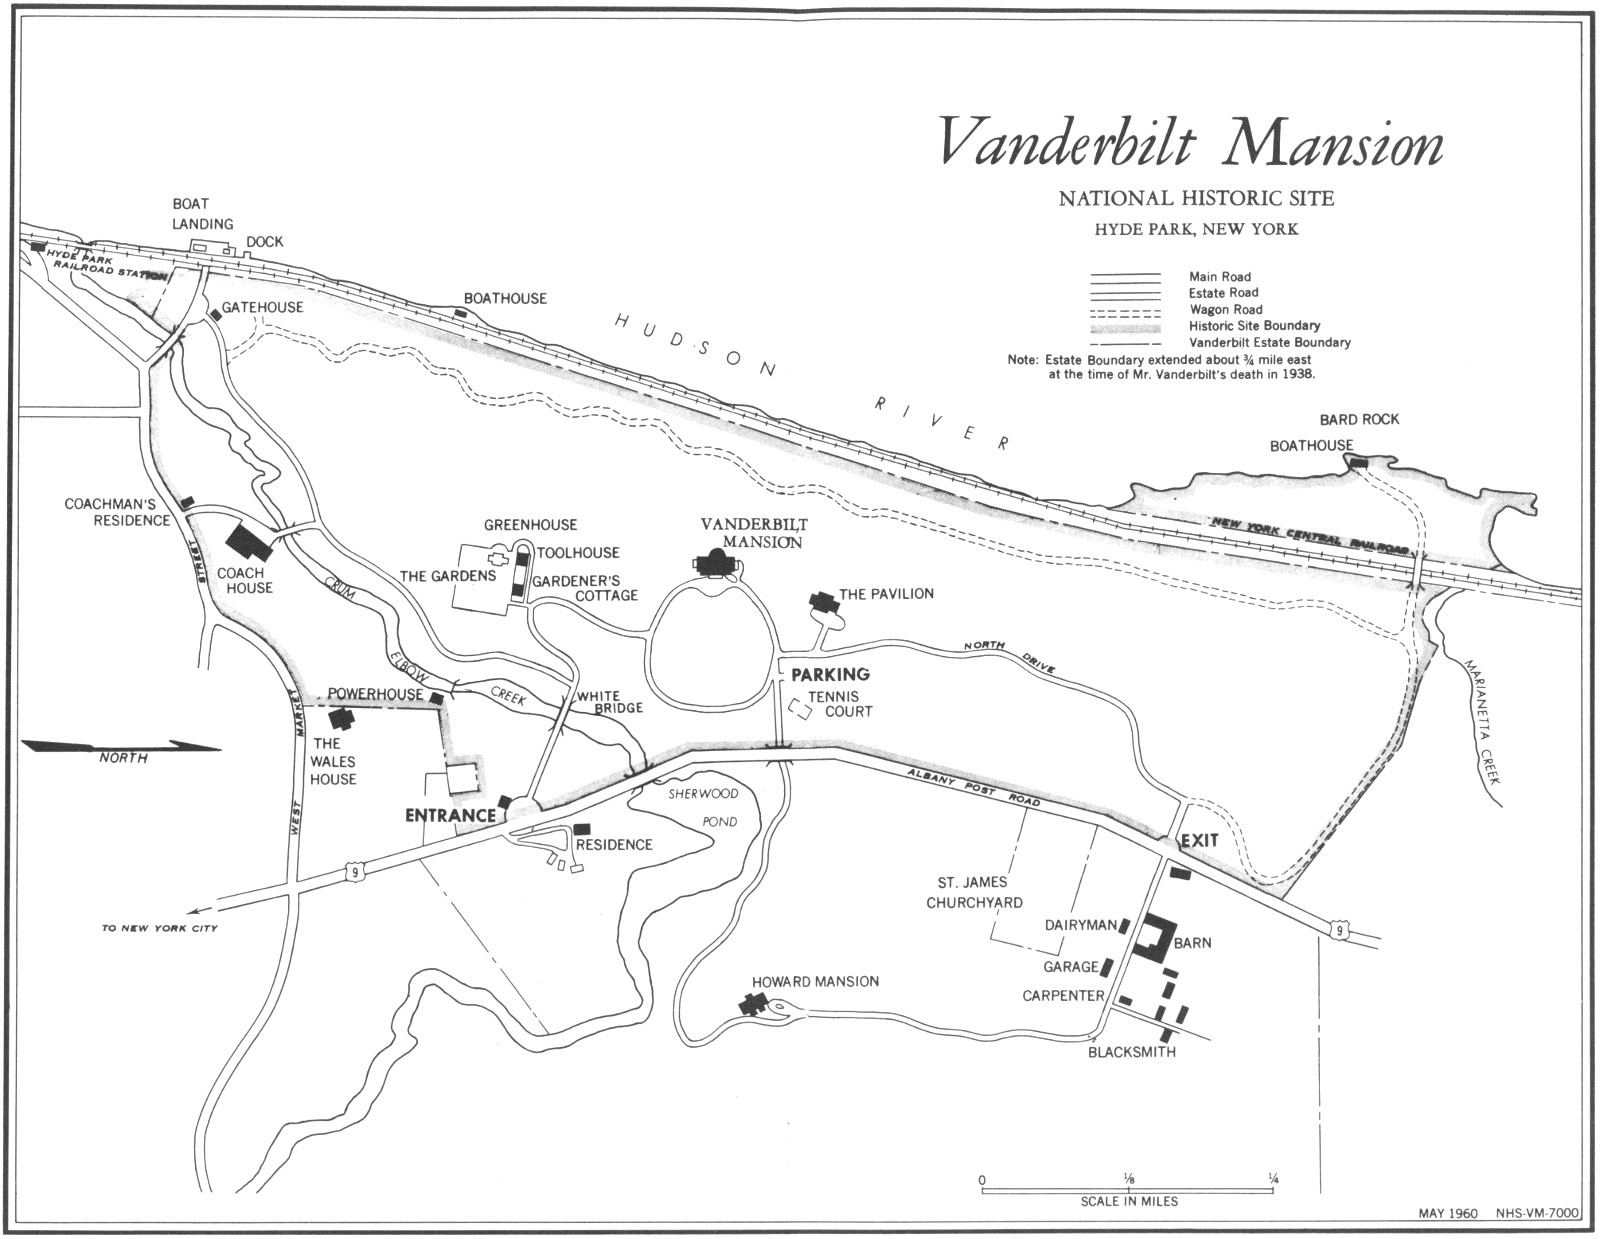 Vanderbilt Mansion
NATIONAL HISTORIC SITE
HYDE PARK, NEW YORK
Main Road
Estate Road
Wagon Road
Historic Site Boundary
Vanderbilt Estate Boundary
Note: Estate Boundary extended about ¾ mile east
at the time of Mr. Vanderbilt's death in 1938.
BOAT
LANDING
DOCK
HYDE PARK
RAILROAD STATION
GATEHOUSE
BOATHOUSE
HUDSON
RIVER
BARD ROCK
BOATHOUSE
NEW YORK CENTRAL RAILROAD
COACHMAN'S
RESIDENCE
COACH
HOUSE
GREENHOUSE
TOOLHOUSE
THE GARDENS
GARDENER'S
COTTAGE
VANDERBILT
MANSION
THE PAVILION
NORTH DRIVE
PARKING
TENNIS
COURT
CRUM
ELBOW
CREEK
WHITE
BRIDGE
POWERHOUSE
THE
WALES
HOUSE
WEST MARKET STREET
NORTH
MARIANETTA CREEK
ENTRANCE
SHERWOOD
POND
RESIDENCE
ALBANY POST ROAD
EXIT
9
9
TO NEW YORK CITY
ST. JAMES
CHURCHYARD
DAIRYMAN
BARN
GARAGE
CARPENTER
BLACKSMITH
HOWARD MANSION
0 ⅛ ¼
SCALE IN MILES
MAY 1960 NHS-VM-7000